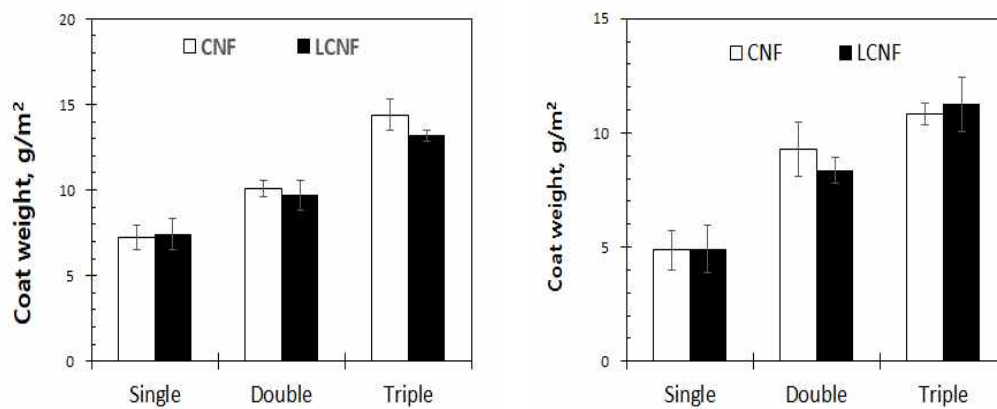 20
15
10
5
0
Coat weight, g/m²
CNF LCNF
Single Double Triple
15
10
5
0
Coat weight, g/m²
CNF LCNF
Single Double Triple